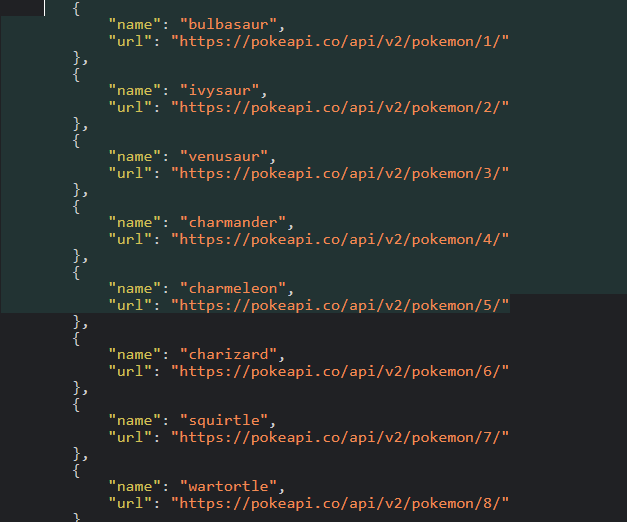 {
"name": "bulbasaur",
"url": "https://pokeapi.co/api/v2/pokemon/1/"
},
{
"name": "ivysaur",
"url": "https://pokeapi.co/api/v2/pokemon/2/"
},
{
"name": "venusaur",
"url": "https://pokeapi.co/api/v2/pokemon/3/"
},
{
"name": "charmander",
"url": "https://pokeapi.co/api/v2/pokemon/4/"
},
{
"name": "charmeleon",
"url": "https://pokeapi.co/api/v2/pokemon/5/"
},
{
"name": "charizard",
"url": "https://pokeapi.co/api/v2/pokemon/6/"
},
{
"name": "squirtle",
"url": "https://pokeapi.co/api/v2/pokemon/7/"
},
{
"name": "wartortle",
"url": "https://pokeapi.co/api/v2/pokemon/8/"
}